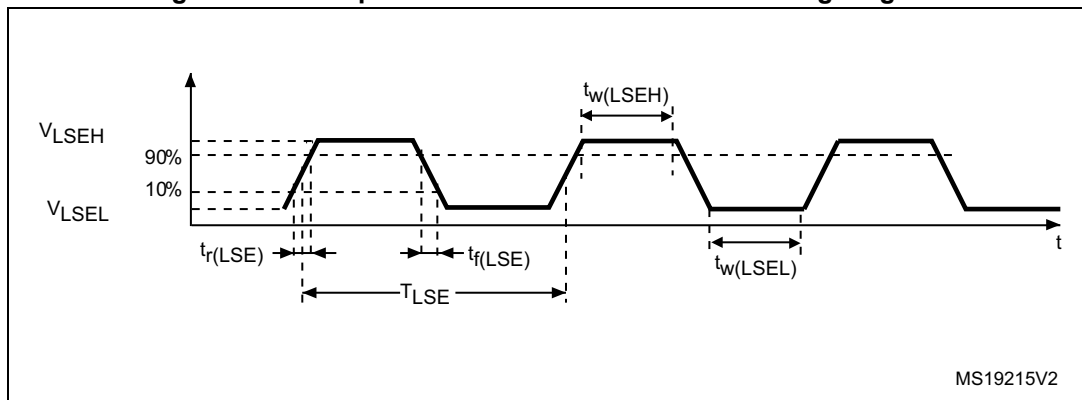 V_LSEH
90%
10%
V_LSEL
t_r(LSE)
t_f(LSE)
T_LSE
t_w(LSEH)
t_w(LSEL)
t
MS19215V2